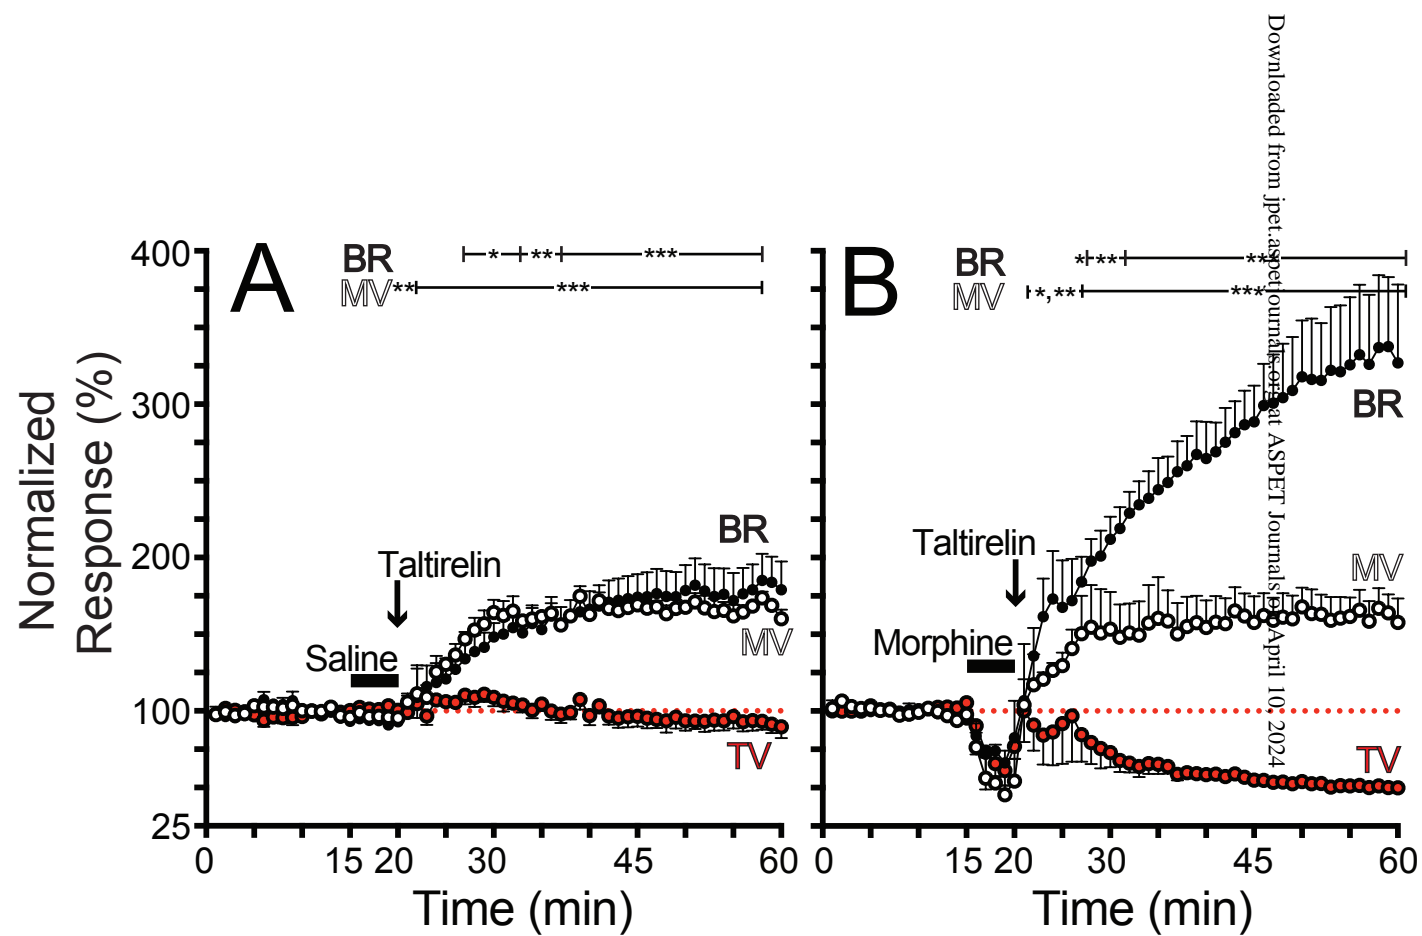 Downloaded from jpet.aspetjournals.org at ASPET Journals on April 10, 2024
Normalized
Response (%)
400
300
200
100
25
A
BR
* ** ***
MV
** ***
Taltirelin
Saline
BR
MV
TV
0 15 20 30 45 60
Time (min)
B
BR
* ** ***
MV
*,** ***
Taltirelin
Morphine
BR
MV
TV
0 15 20 30 45 60
Time (min)